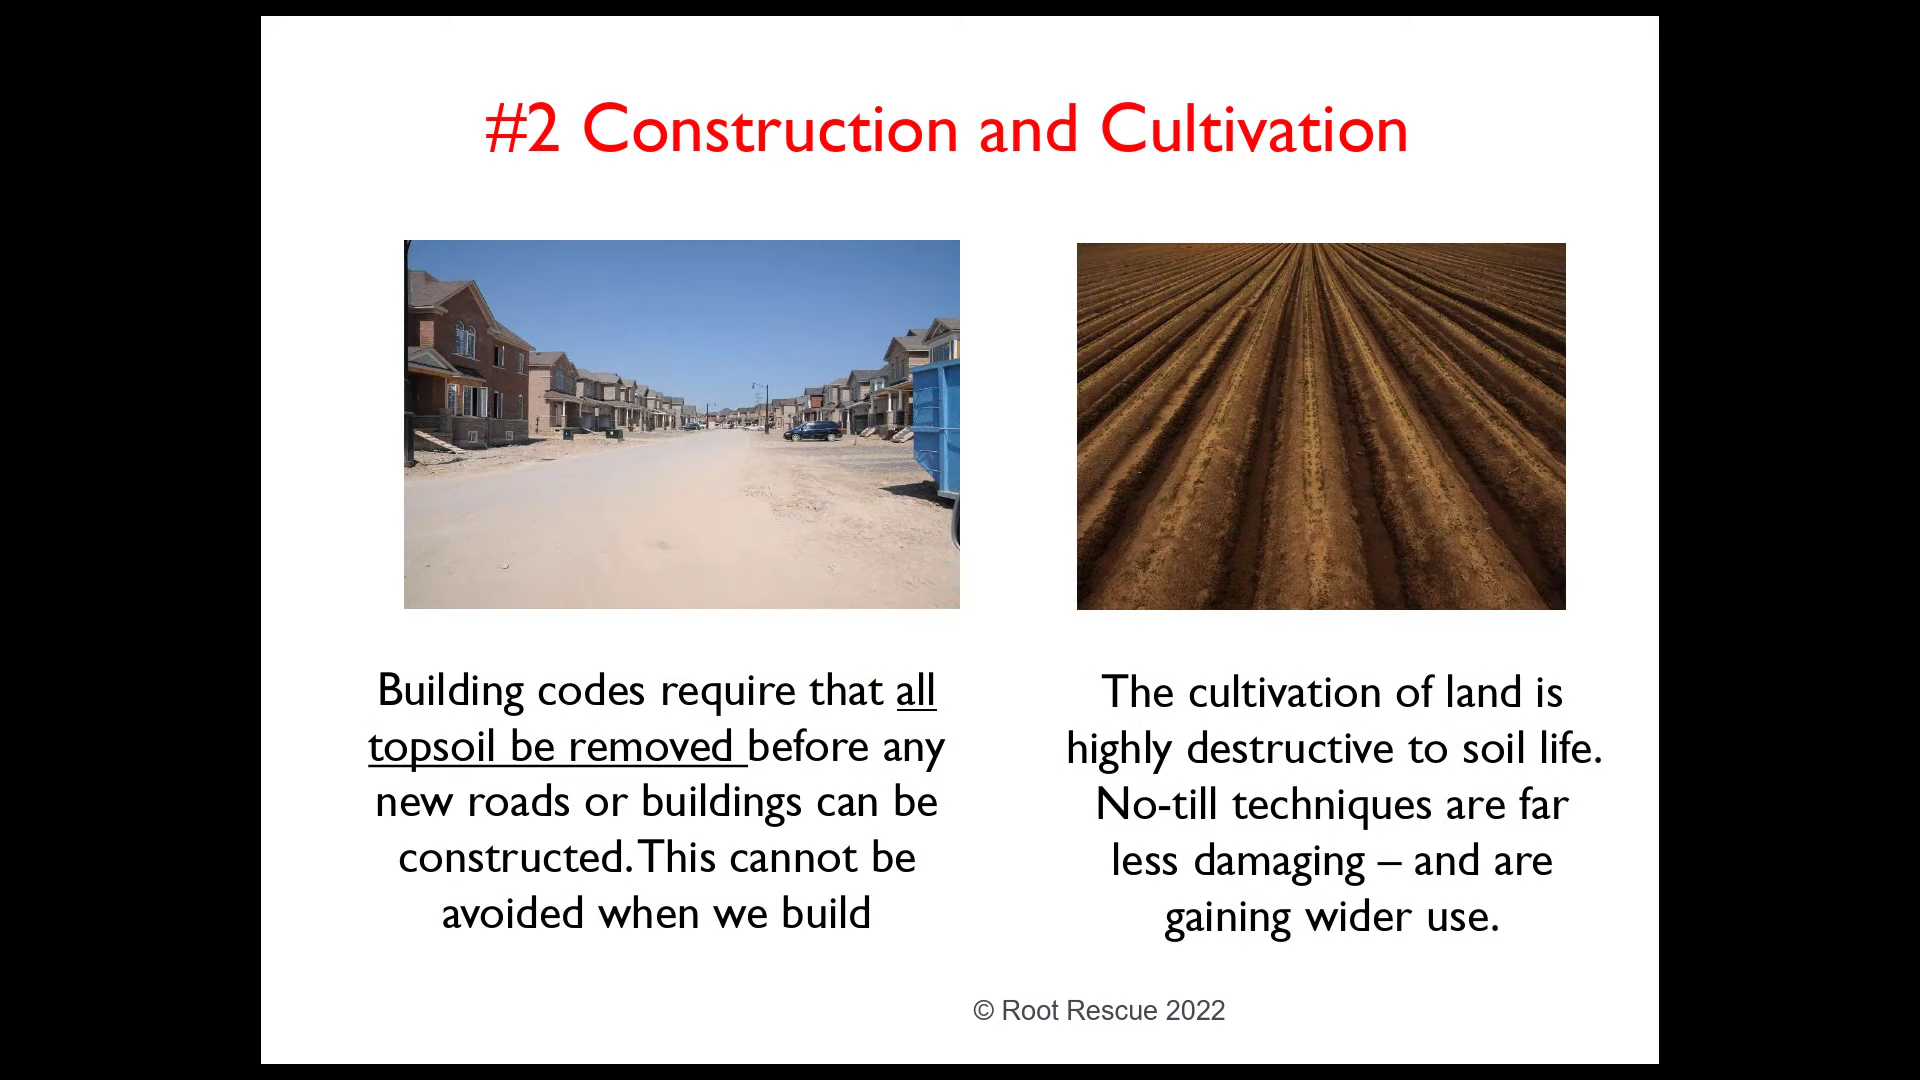 #2 Construction and Cultivation
Building codes require that all
topsoil be removed before any
new roads or buildings can be
constructed. This cannot be
avoided when we build
The cultivation of land is
highly destructive to soil life.
No-till techniques are far
less damaging – and are
gaining wider use.
© Root Rescue 2022